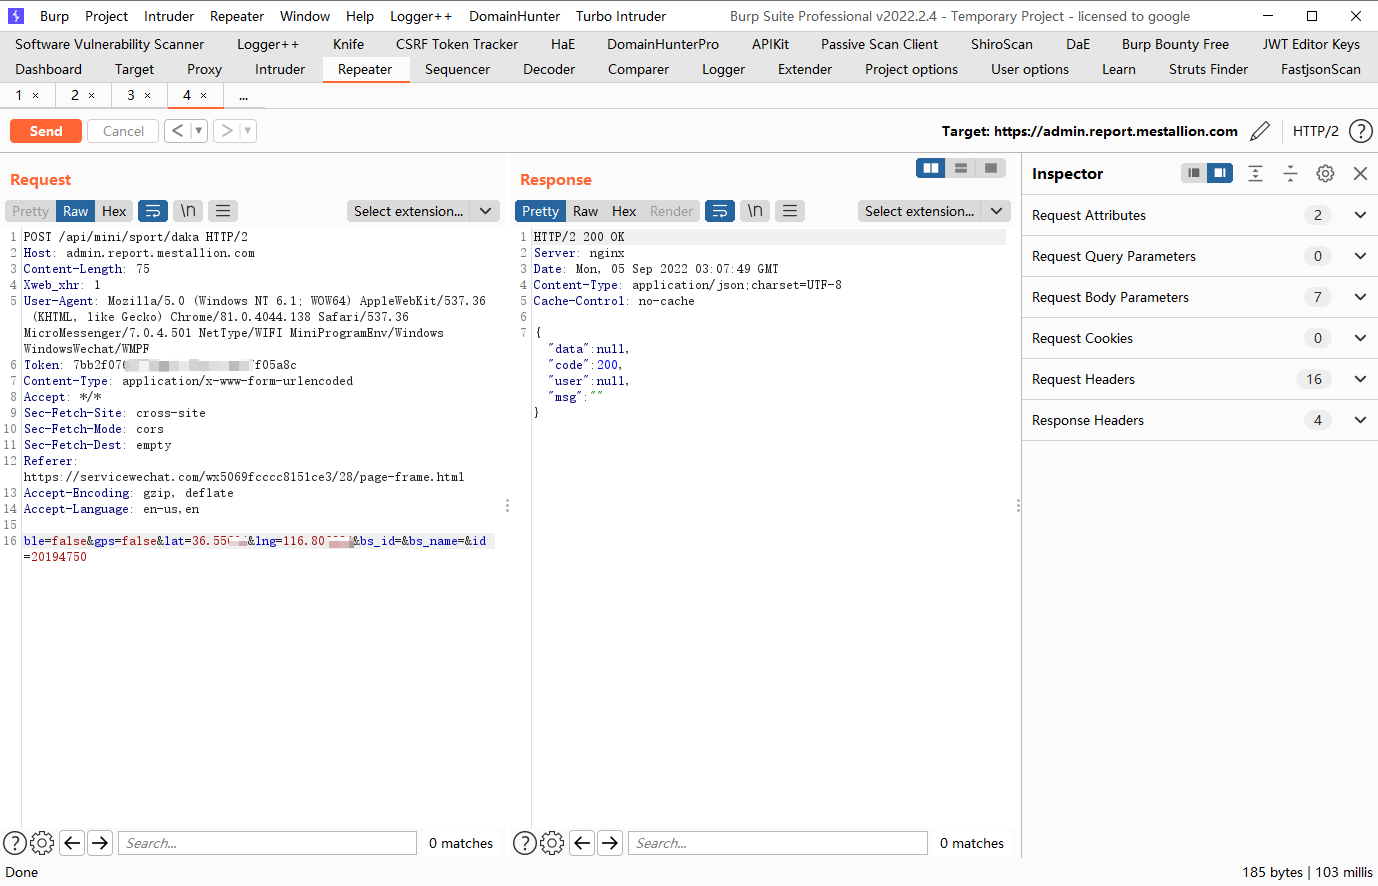 Burp Project Intruder Repeater Window Help Logger++ DomainHunter Turbo Intruder Burp Suite Professional v2022.2.4 - Temporary Project - licensed to google
Software Vulnerability Scanner Logger++ Knife CSRF Token Tracker HaE DomainHunterPro APIKit Passive Scan Client ShiroScan DaE Burp Bounty Free JWT Editor Keys
Dashboard Target Proxy Intruder Repeater Sequencer Decoder Comparer Logger Extender Project options User options Learn Struts Finder FastjsonScan
1 × 2 × 3 × 4 × ...
Send Cancel < > Target: https://admin.report.mestallion.com HTTP/2 ?
Request
Pretty Raw Hex \n Select extension...
1 POST /api/mini/sport/daka HTTP/2
2 Host: admin.report.mestallion.com
3 Content-Length: 75
4 Xweb_xhr: 1
5 User-Agent: Mozilla/5.0 (Windows NT 6.1; WOW64) AppleWebKit/537.36
(KHTML, like Gecko) Chrome/81.0.4044.138 Safari/537.36
MicroMessenger/7.0.4.501 NetType/WIFI MiniProgramEnv/Windows
WindowsWechat/WMPF
6 Token: 7bb2f07 f05a8c
7 Content-Type: application/x-www-form-urlencoded
8 Accept: */*
9 Sec-Fetch-Site: cross-site
10 Sec-Fetch-Mode: cors
11 Sec-Fetch-Dest: empty
12 Referer:
https://servicewechat.com/wx5069fcccc8151ce3/28/page-frame.html
13 Accept-Encoding: gzip, deflate
14 Accept-Language: en-us,en
15
16 ble=false&gps=false&lat=36.55 &lng=116.80 &bs_id=&bs_name=&id
=20194750
? Search... 0 matches
Response
Pretty Raw Hex Render \n Select extension...
1 HTTP/2 200 OK
2 Server: nginx
3 Date: Mon, 05 Sep 2022 03:07:49 GMT
4 Content-Type: application/json;charset=UTF-8
5 Cache-Control: no-cache
6
7 {
"data":null,
"code":200,
"user":null,
"msg":""
}
? Search... 0 matches
Inspector
Request Attributes 2
Request Query Parameters 0
Request Body Parameters 7
Request Cookies 0
Request Headers 16
Response Headers 4
Done 185 bytes | 103 millis